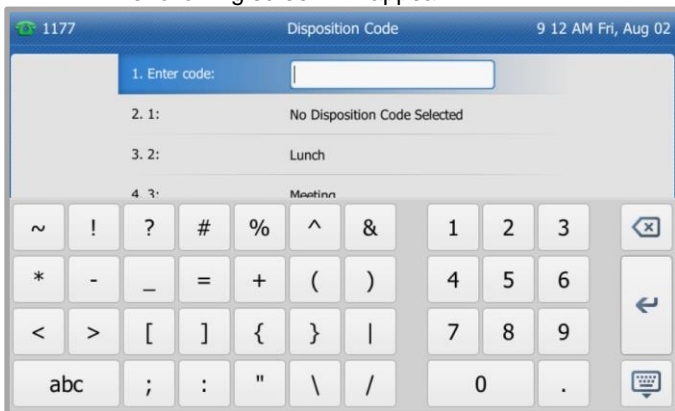 1177 Disposition Code 9 12 AM Fri, Aug 02
1. Enter code:
2. 1: No Disposition Code Selected
3. 2: Lunch
4. 3: Meeting
~ ! ? # % ^ & 1 2 3
* - _ = + ( ) 4 5 6
< > [ ] { } | 7 8 9
abc ; : " \ / 0 .